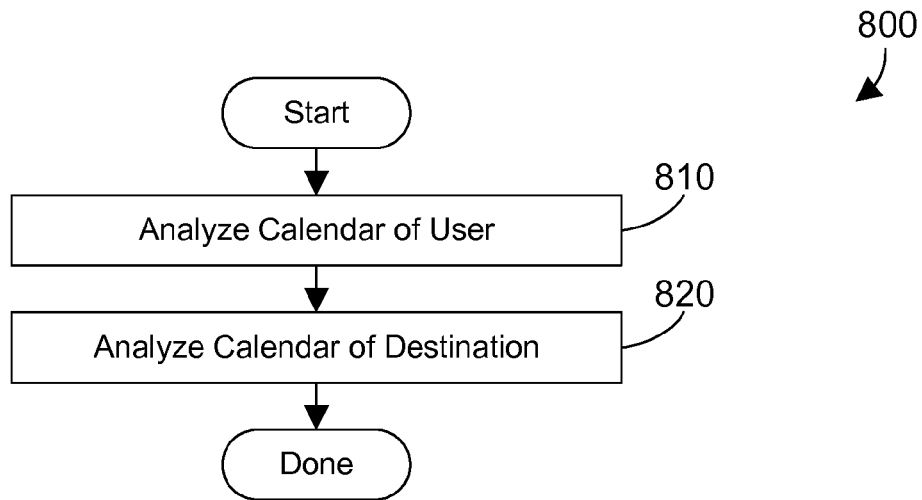 800
Start
810
Analyze Calendar of User
820
Analyze Calendar of Destination
Done